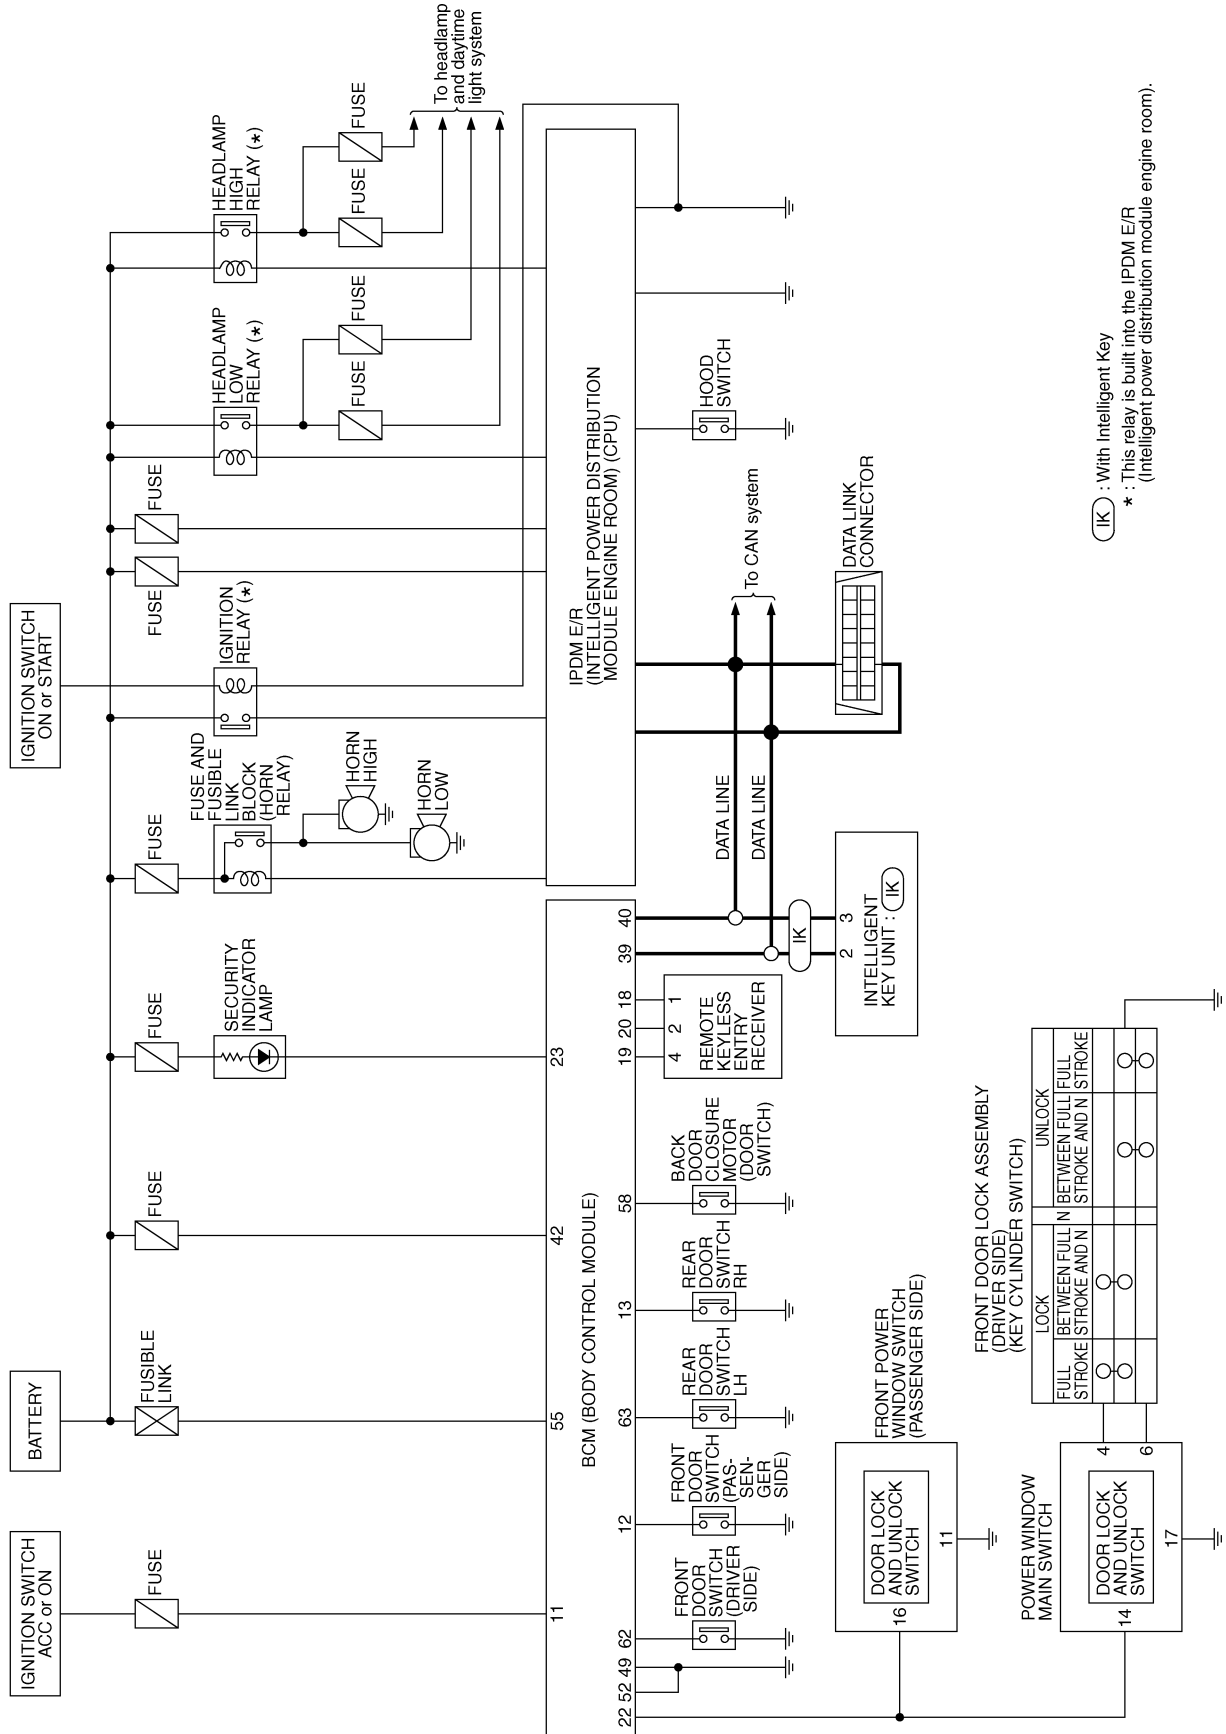 IGNITION SWITCH
ACC or ON
BATTERY
IGNITION SWITCH
ON or START
FUSE
FUSIBLE
LINK
FUSE
FUSE
SECURITY
INDICATOR
LAMP
FUSE
FUSE AND
FUSIBLE
LINK
BLOCK
(HORN
RELAY)
HORN
HIGH
HORN
LOW
IGNITION
RELAY (*)
FUSE
FUSE
HEADLAMP
LOW
RELAY (*)
FUSE
FUSE
HEADLAMP
HIGH
RELAY (*)
FUSE
FUSE
To headlamp
and daytime
light system
11
55
42
23
BCM (BODY CONTROL MODULE)
IPDM E/R
(INTELLIGENT POWER DISTRIBUTION
MODULE ENGINE ROOM) (CPU)
22
52
49
62
12
63
13
58
19
20
18
39
40
FRONT
DOOR
SWITCH
(DRIVER
SIDE)
FRONT
DOOR
SWITCH
(PAS-
SEN-
GER
SIDE)
REAR
DOOR
SWITCH
LH
REAR
DOOR
SWITCH
RH
BACK
DOOR
CLOSURE
MOTOR
(DOOR
SWITCH)
4
2
1
REMOTE
KEYLESS
ENTRY
RECEIVER
DATA LINE
DATA LINE
To CAN system
HOOD
SWITCH
IK
2
3
INTELLIGENT
KEY UNIT : IK
DATA LINK
CONNECTOR
FRONT POWER
WINDOW SWITCH
(PASSENGER SIDE)
16
DOOR LOCK
AND UNLOCK
SWITCH
11
POWER WINDOW
MAIN SWITCH
14
DOOR LOCK
AND UNLOCK
SWITCH
4
6
17
FRONT DOOR LOCK ASSEMBLY
(DRIVER SIDE)
(KEY CYLINDER SWITCH)
LOCK
UNLOCK
FULL
STROKE
BETWEEN FULL
STROKE AND N
N
BETWEEN FULL
STROKE AND N
FULL
STROKE
IK : With Intelligent Key
* : This relay is built into the IPDM E/R
(Intelligent power distribution module engine room).